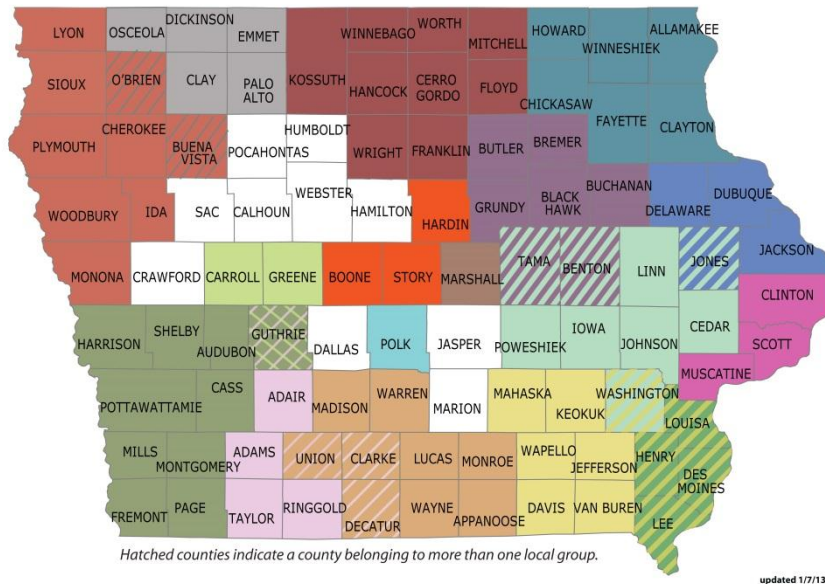 LYON
OSCEOLA
DICKINSON
EMMET
WINNEBAGO
WORTH
MITCHELL
HOWARD
WINNESHIEK
ALLAMAKEE
SIOUX
O'BRIEN
CLAY
PALO
ALTO
KOSSUTH
HANCOCK
CERRO
GORDO
FLOYD
CHICKASAW
FAYETTE
CLAYTON
PLYMOUTH
CHEROKEE
BUENA
VISTA
POCAHONTAS
HUMBOLDT
WRIGHT
FRANKLIN
BUTLER
BREMER
WOODBURY
IDA
SAC
CALHOUN
WEBSTER
HAMILTON
HARDIN
GRUNDY
BLACK
HAWK
BUCHANAN
DELAWARE
DUBUQUE
MONONA
CRAWFORD
CARROLL
GREENE
BOONE
STORY
MARSHALL
TAMA
BENTON
LINN
JONES
JACKSON
CLINTON
HARRISON
SHELBY
AUDUBON
GUTHRIE
DALLAS
POLK
JASPER
POWESHIEK
IOWA
JOHNSON
CEDAR
SCOTT
MUSCATINE
POTTAWATTAMIE
CASS
ADAIR
MADISON
WARREN
MARION
MAHASKA
KEOKUK
WASHINGTON
LOUISA
MILLS
MONTGOMERY
ADAMS
UNION
CLARKE
LUCAS
MONROE
WAPELLO
JEFFERSON
HENRY
DES
MOINES
FREMONT
PAGE
TAYLOR
RINGGOLD
DECATUR
WAYNE
APPANOOSE
DAVIS
VAN BUREN
LEE
Hatched counties indicate a county belonging to more than one local group.
updated 1/7/13